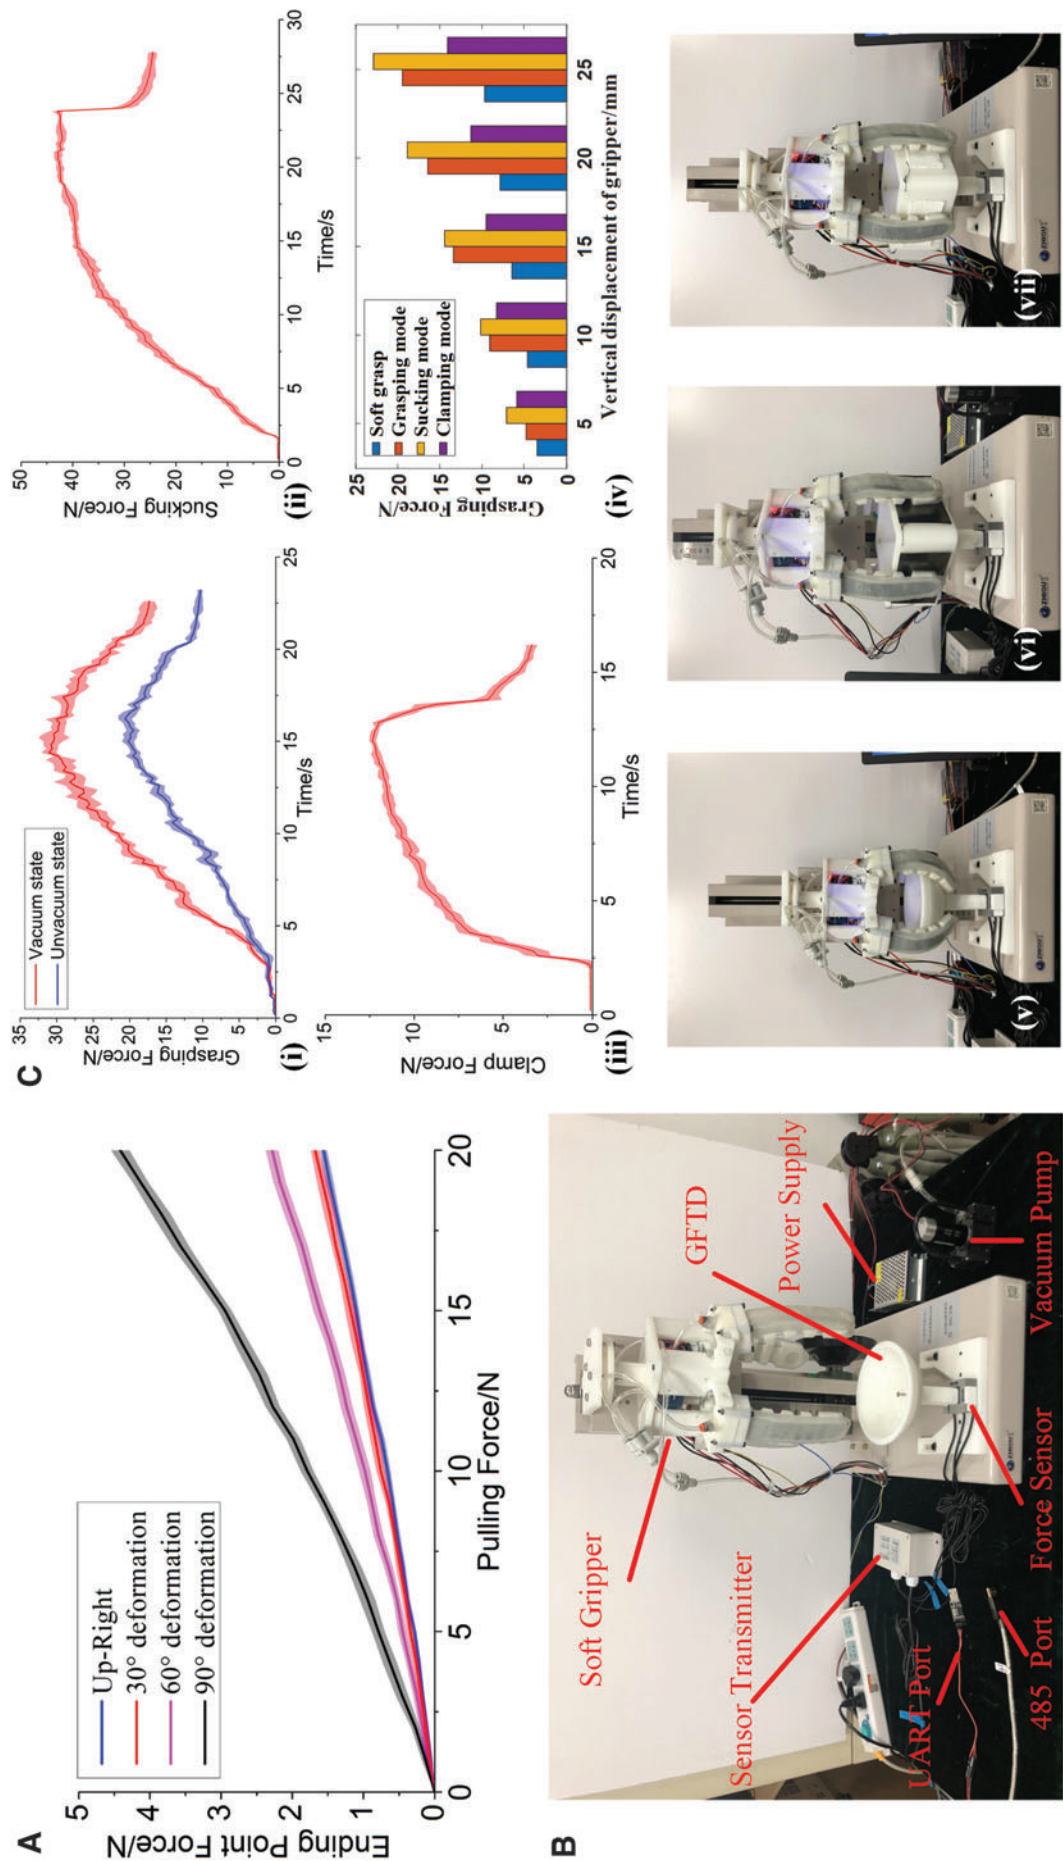 A
Ending Point Force/N
5
4
3
2
1
0
Up-Right
30° deformation
60° deformation
90° deformation
0
5
10
15
20
Pulling Force/N
B
Soft Gripper
Sensor Transmitter
GFTD
Power Supply
UART Port
485 Port
Force Sensor
Vacuum Pump
C
Grasping Force/N
35
30
25
20
15
10
5
0
Vacuum state
Unvacuum state
0
5
10
15
20
25
Time/s
(i)
Sucking Force/N
50
40
30
20
10
0
0
5
10
15
20
25
30
Time/s
(ii)
Clamp Force/N
15
10
5
0
0
5
10
15
20
Time/s
(iii)
Grasping Force/N
25
20
15
10
5
0
Soft grasp
Grasping mode
Sucking mode
Clamping mode
5
10
15
20
25
Vertical displacement of gripper/mm
(iv)
(v)
(vi)
(vii)